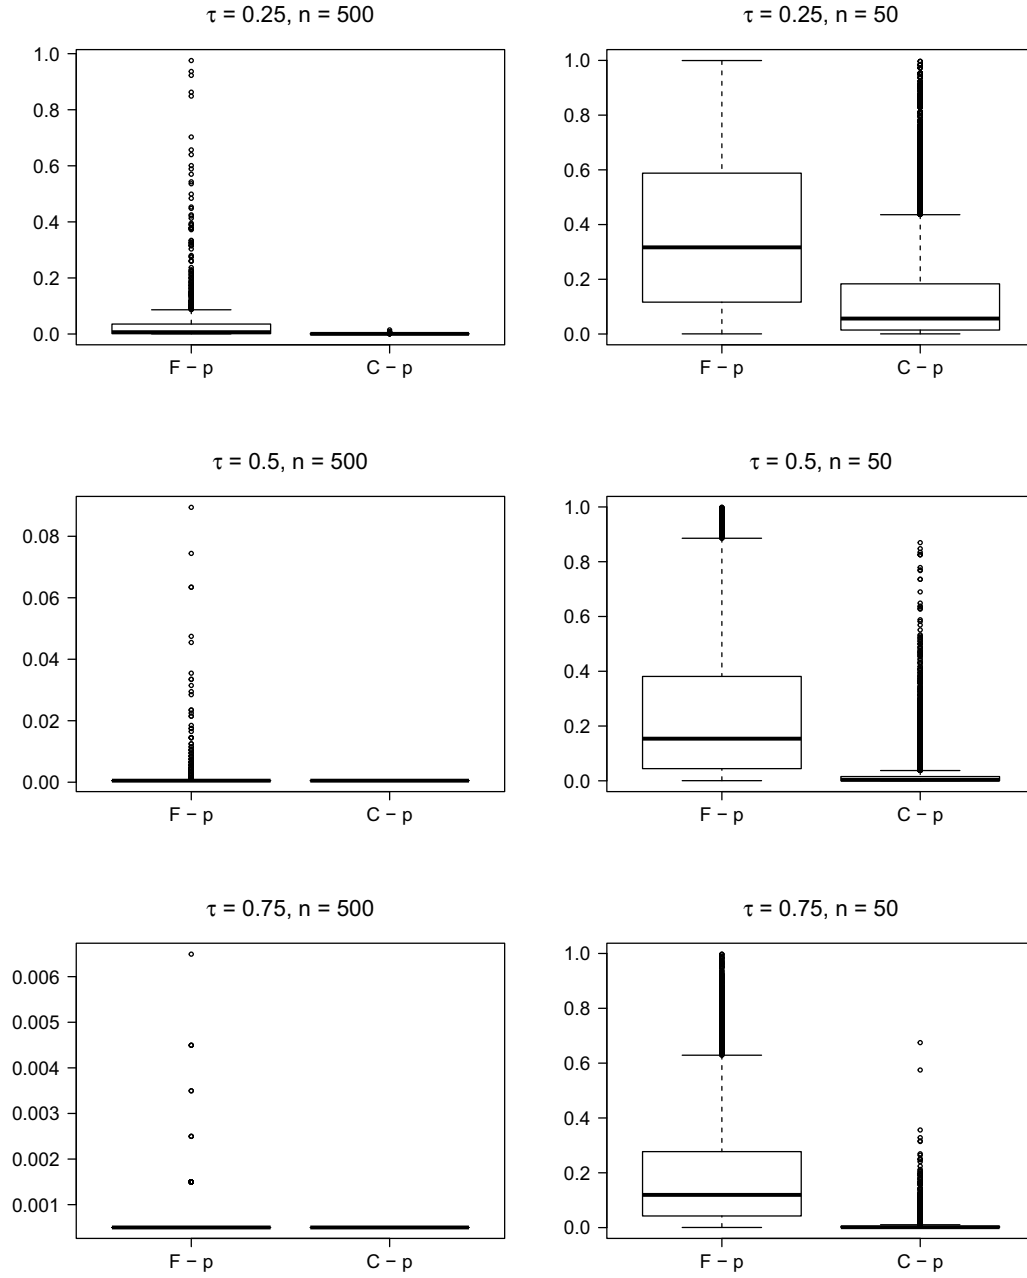 τ = 0.25, n = 500
1.0
0.8
0.6
0.4
0.2
0.0
F − p C − p
τ = 0.25, n = 50
1.0
0.8
0.6
0.4
0.2
0.0
F − p C − p
τ = 0.5, n = 500
0.08
0.06
0.04
0.02
0.00
F − p C − p
τ = 0.5, n = 50
1.0
0.8
0.6
0.4
0.2
0.0
F − p C − p
τ = 0.75, n = 500
0.006
0.005
0.004
0.003
0.002
0.001
F − p C − p
τ = 0.75, n = 50
1.0
0.8
0.6
0.4
0.2
0.0
F − p C − p